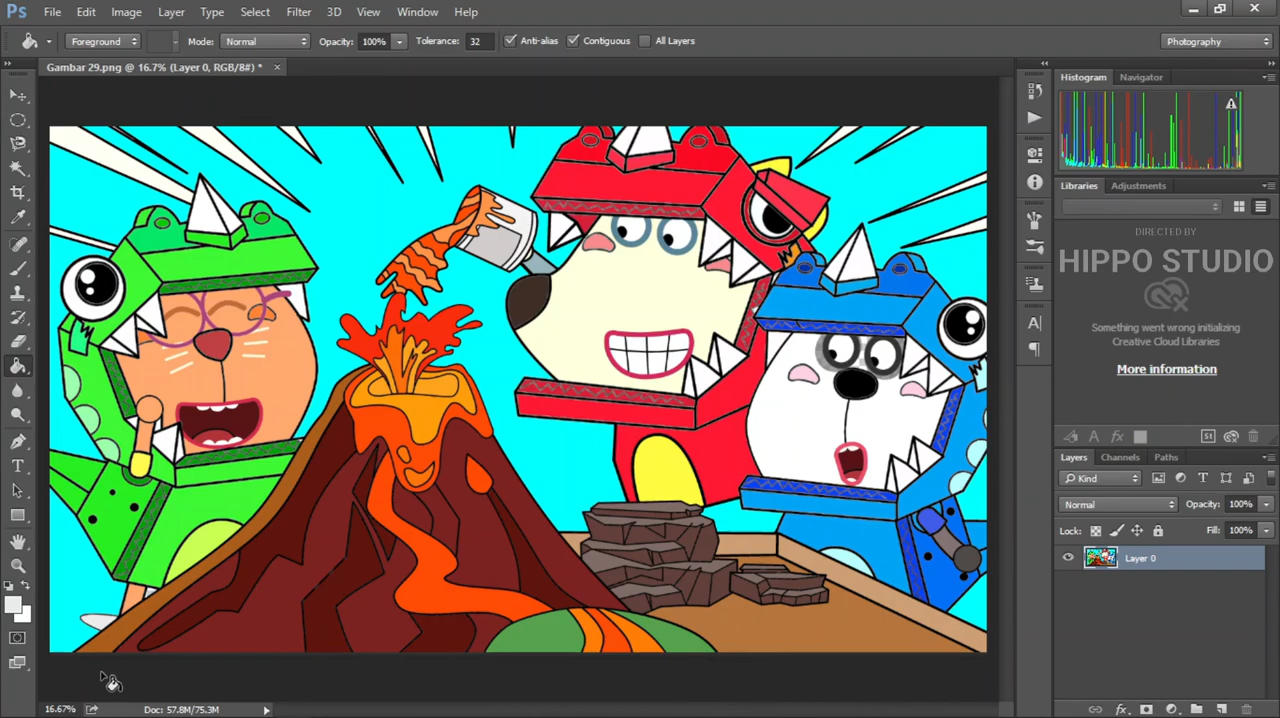 Ps File Edit Image Layer Type Select Filter 3D View Window Help
Foreground Mode: Normal Opacity: 100% Tolerance: 32 Anti-alias Contiguous All Layers Photography
Gambar 29.png @ 16.7% (Layer 0, RGB/8#) * ×
Histogram Navigator
Libraries Adjustments
DIRECTED BY
HIPPO STUDIO
Something went wrong initializing
Creative Cloud Libraries
More information
Layers Channels Paths
Kind
Normal Opacity: 100%
Lock: Fill: 100%
Layer 0
16.67% Doc: 57.8M/75.3M